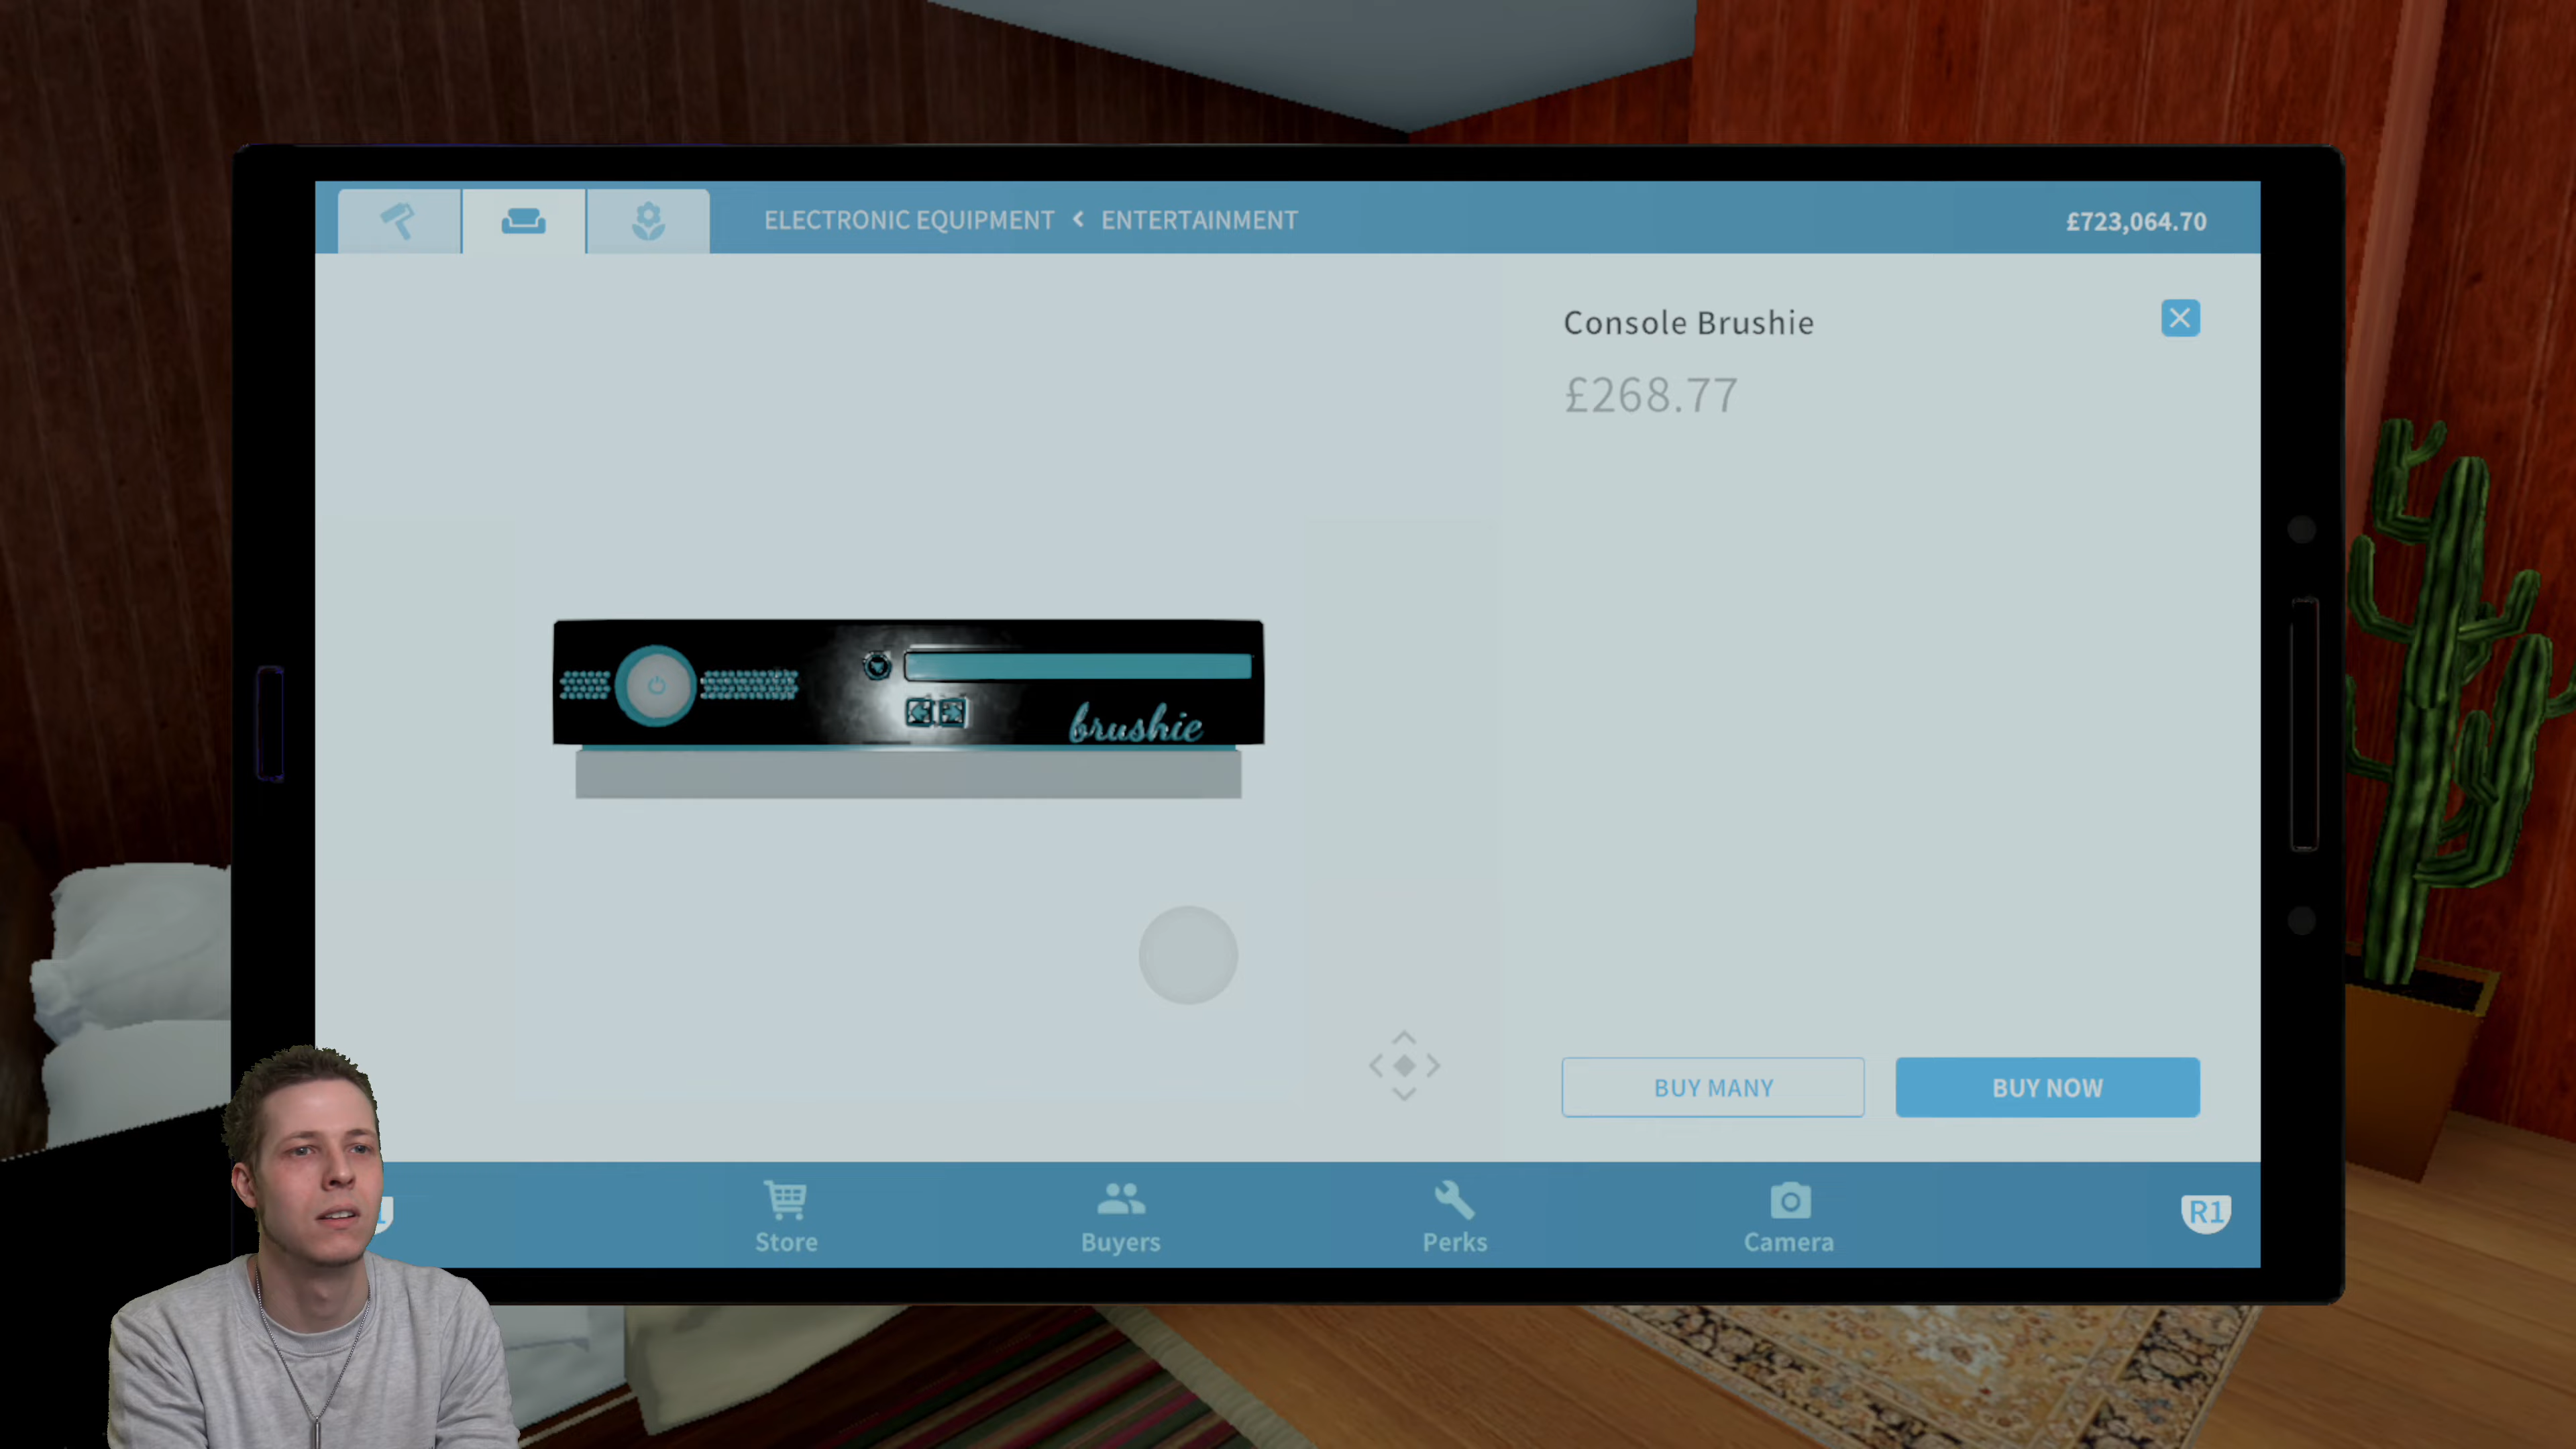 ELECTRONIC EQUIPMENT < ENTERTAINMENT
£723,064.70
Console Brushie
£268.77
brushie
BUY MANY
BUY NOW
Store
Buyers
Perks
Camera
R1